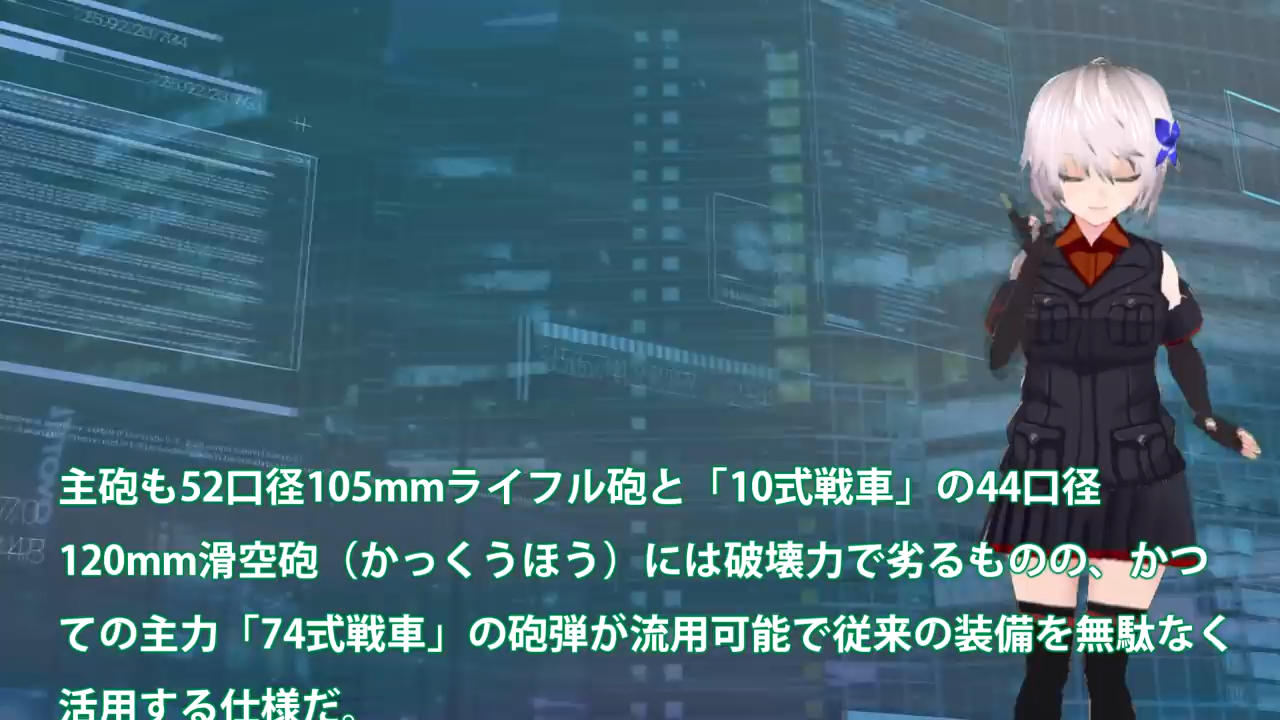 主砲も52口径105mmライフル砲と「10式戦車」の44口径
120mm滑空砲（かっくうほう）には破壊力で劣るものの、かつ
ての主力「74式戦車」の砲弾が流用可能で従来の装備を無駄なく
活用する仕様だ。